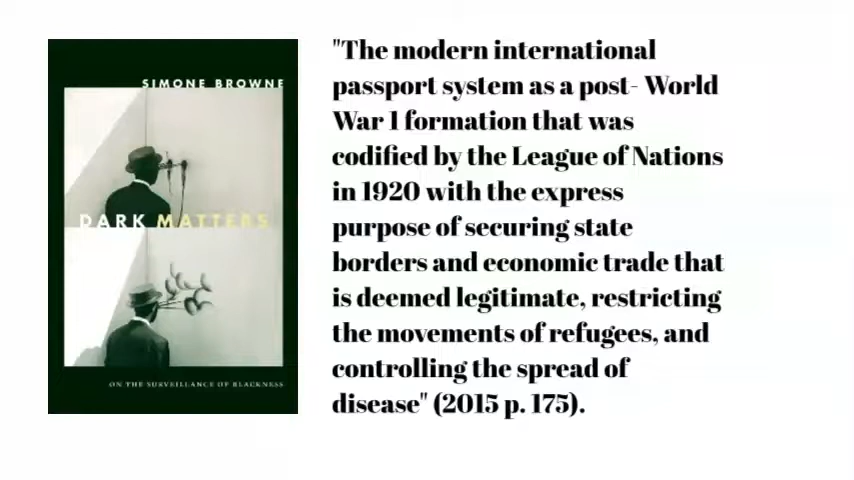 SIMONE BROWNE
DARK MATTERS
ON THE SURVEILLANCE OF BLACKNESS
"The modern international
passport system as a post- World
War 1 formation that was
codified by the League of Nations
in 1920 with the express
purpose of securing state
borders and economic trade that
is deemed legitimate, restricting
the movements of refugees, and
controlling the spread of
disease" (2015 p. 175).